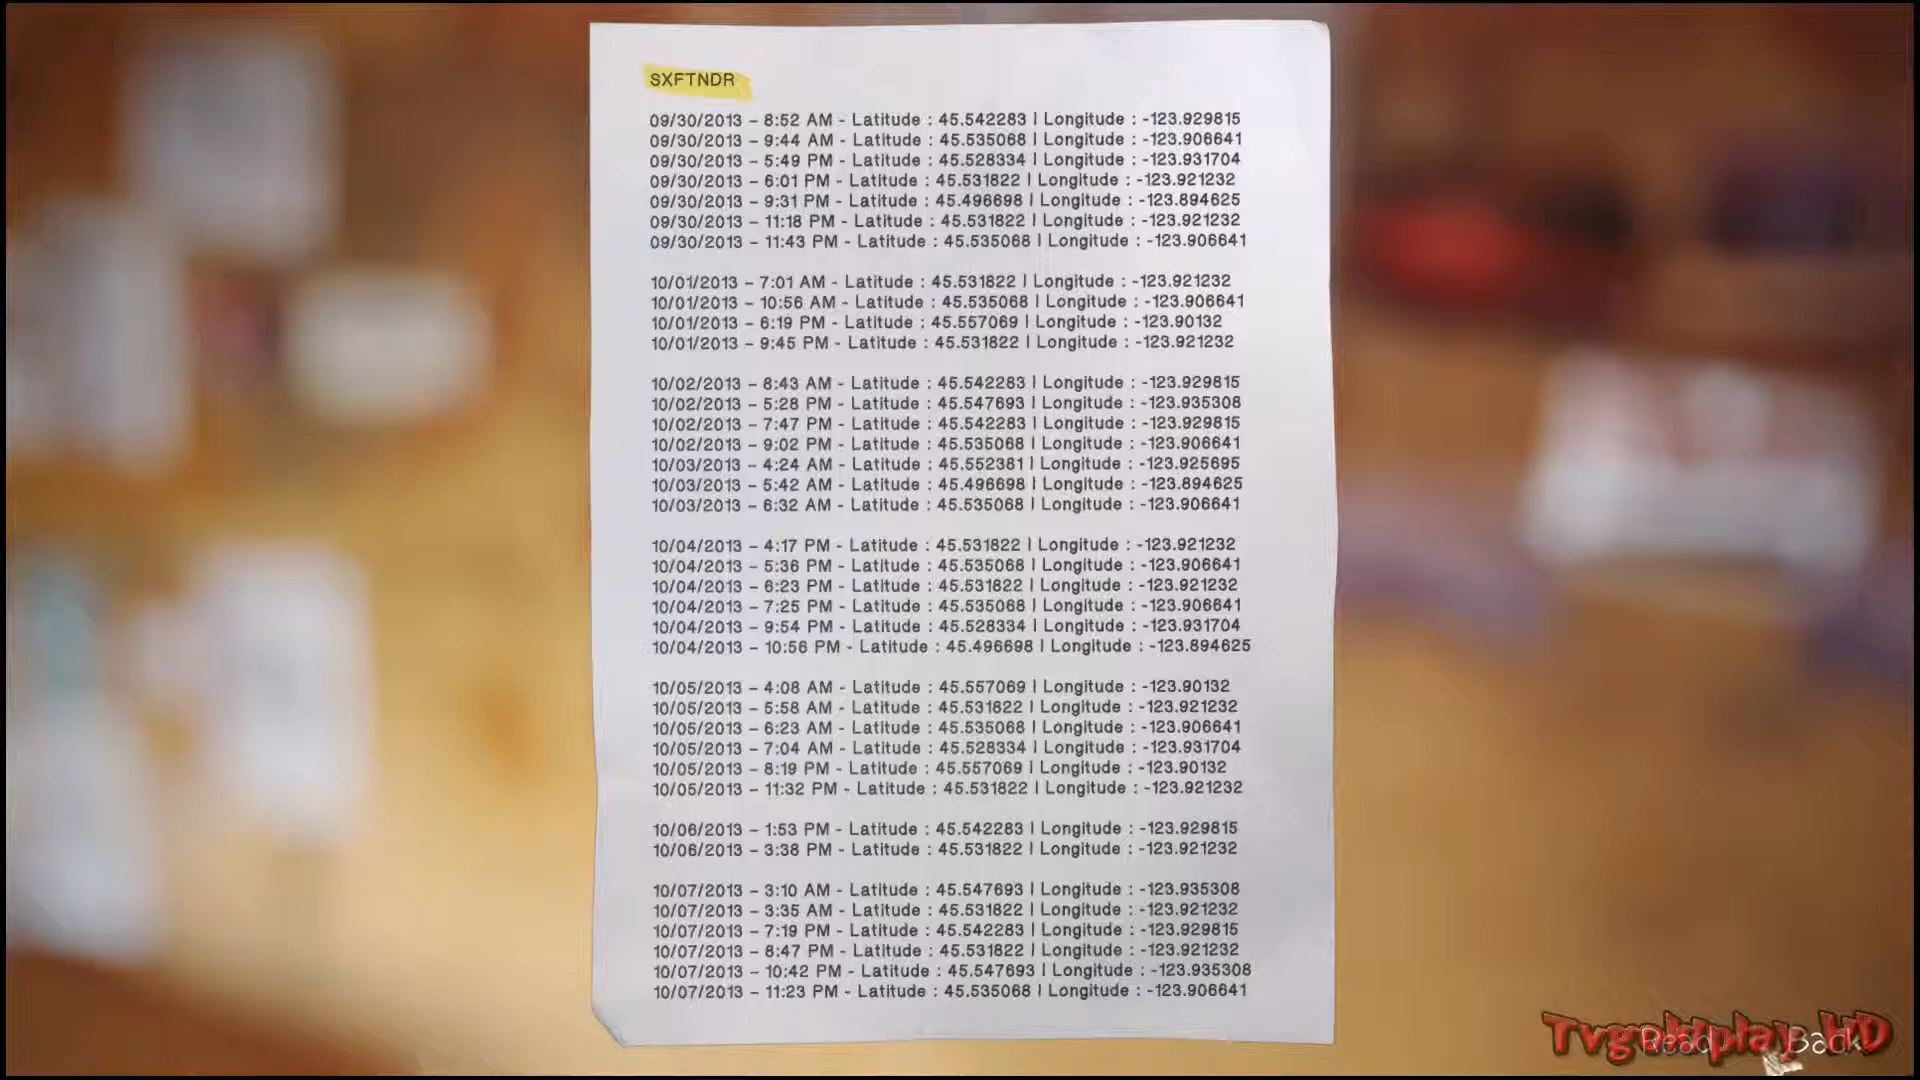 SXFTNDR
09/30/2013 – 8:52 AM - Latitude : 45.542283 | Longitude : -123.929815
09/30/2013 – 9:44 AM - Latitude : 45.535068 | Longitude : -123.906641
09/30/2013 – 5:49 PM - Latitude : 45.528334 | Longitude : -123.931704
09/30/2013 – 6:01 PM - Latitude : 45.531822 | Longitude : -123.921232
09/30/2013 – 9:31 PM - Latitude : 45.496698 | Longitude : -123.894625
09/30/2013 – 11:18 PM - Latitude : 45.531822 | Longitude : -123.921232
09/30/2013 – 11:43 PM - Latitude : 45.535068 | Longitude : -123.906641
10/01/2013 – 7:01 AM - Latitude : 45.531822 | Longitude : -123.921232
10/01/2013 – 10:56 AM - Latitude : 45.535068 | Longitude : -123.906641
10/01/2013 – 6:19 PM - Latitude : 45.557069 | Longitude : -123.90132
10/01/2013 – 9:45 PM - Latitude : 45.531822 | Longitude : -123.921232
10/02/2013 – 8:43 AM - Latitude : 45.542283 | Longitude : -123.929815
10/02/2013 – 5:28 PM - Latitude : 45.547693 | Longitude : -123.935308
10/02/2013 – 7:47 PM - Latitude : 45.542283 | Longitude : -123.929815
10/02/2013 – 9:02 PM - Latitude : 45.535068 | Longitude : -123.906641
10/03/2013 – 4:24 AM - Latitude : 45.552381 | Longitude : -123.925695
10/03/2013 – 5:42 AM - Latitude : 45.496698 | Longitude : -123.894625
10/03/2013 – 6:32 AM - Latitude : 45.535068 | Longitude : -123.906641
10/04/2013 – 4:17 PM - Latitude : 45.531822 | Longitude : -123.921232
10/04/2013 – 5:36 PM - Latitude : 45.535068 | Longitude : -123.906641
10/04/2013 – 6:23 PM - Latitude : 45.531822 | Longitude : -123.921232
10/04/2013 – 7:25 PM - Latitude : 45.535068 | Longitude : -123.906641
10/04/2013 – 9:54 PM - Latitude : 45.528334 | Longitude : -123.931704
10/04/2013 – 10:56 PM - Latitude : 45.496698 | Longitude : -123.894625
10/05/2013 – 4:08 AM - Latitude : 45.557069 | Longitude : -123.90132
10/05/2013 – 5:58 AM - Latitude : 45.531822 | Longitude : -123.921232
10/05/2013 – 6:23 AM - Latitude : 45.535068 | Longitude : -123.906641
10/05/2013 – 7:04 AM - Latitude : 45.528334 | Longitude : -123.931704
10/05/2013 – 8:19 PM - Latitude : 45.557069 | Longitude : -123.90132
10/05/2013 – 11:32 PM - Latitude : 45.531822 | Longitude : -123.921232
10/06/2013 – 1:53 PM - Latitude : 45.542283 | Longitude : -123.929815
10/06/2013 – 3:38 PM - Latitude : 45.531822 | Longitude : -123.921232
10/07/2013 – 3:10 AM - Latitude : 45.547693 | Longitude : -123.935308
10/07/2013 – 3:35 AM - Latitude : 45.531822 | Longitude : -123.921232
10/07/2013 – 7:19 PM - Latitude : 45.542283 | Longitude : -123.929815
10/07/2013 – 8:47 PM - Latitude : 45.531822 | Longitude : -123.921232
10/07/2013 – 10:42 PM - Latitude : 45.547693 | Longitude : -123.935308
10/07/2013 – 11:23 PM - Latitude : 45.535068 | Longitude : -123.906641
Read Back
HD